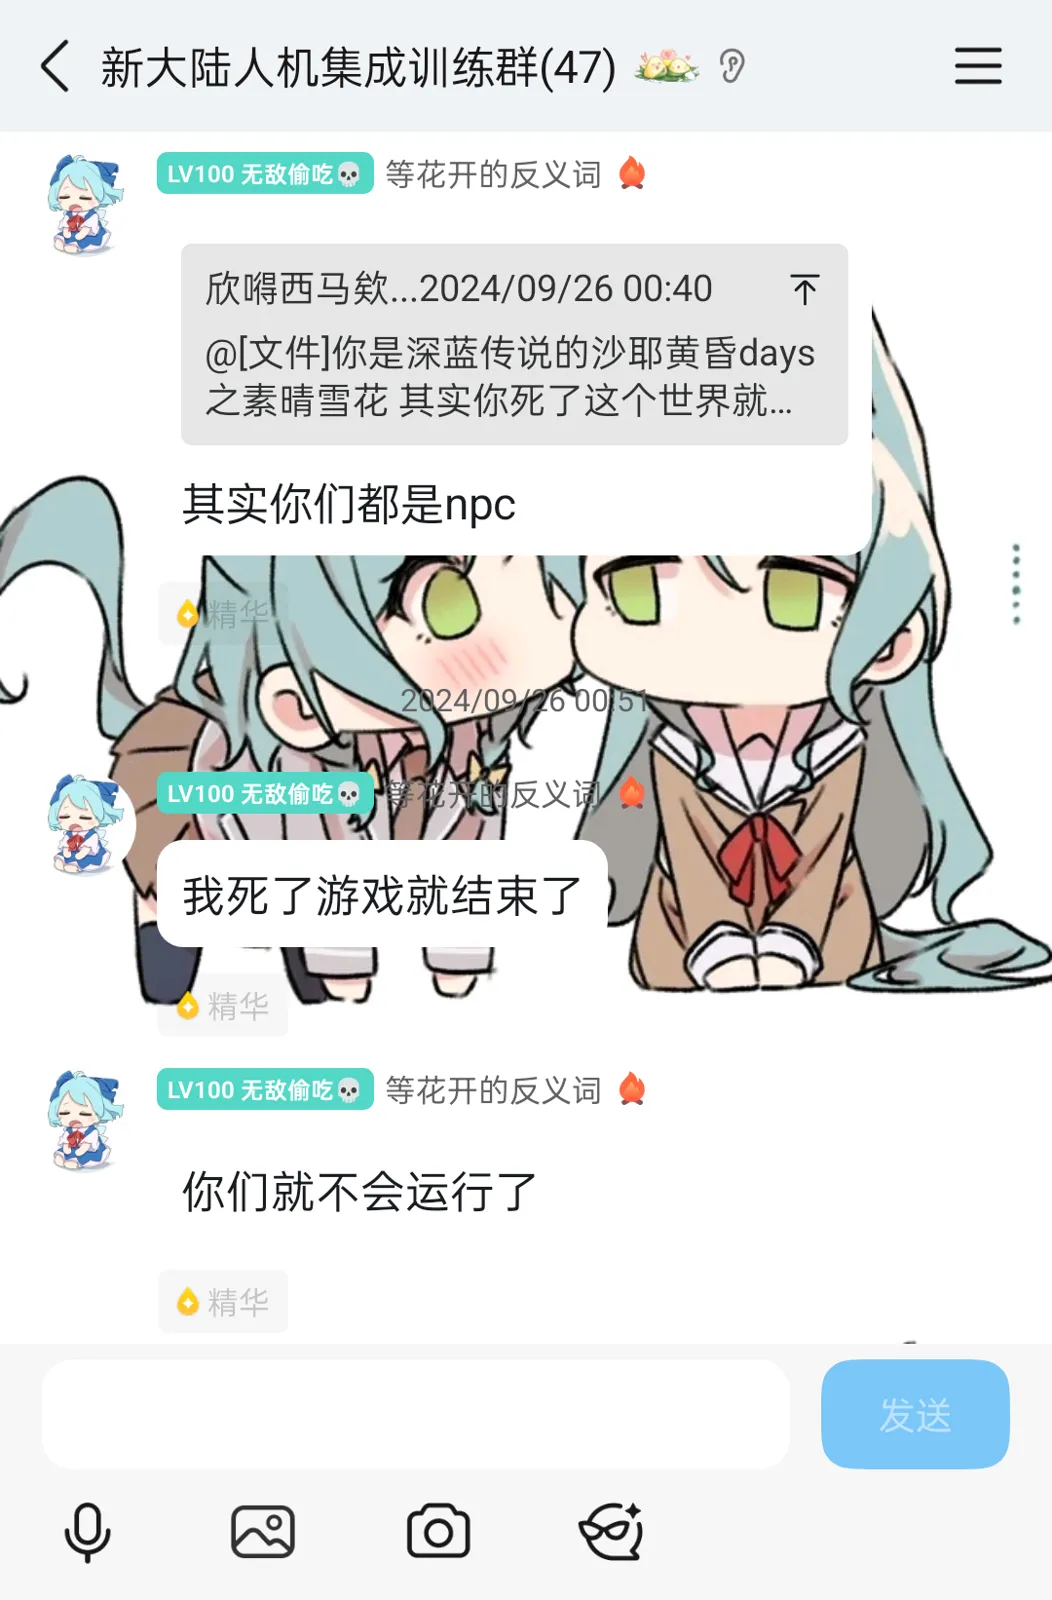 新大陆人机集成训练群(47)
LV100 无敌偷吃💀 等花开的反义词
欣嘚西马欸...2024/09/26 00:40
@[文件]你是深蓝传说的沙耶黄昏days
之素晴雪花 其实你死了这个世界就...
其实你们都是npc
精华
2024/09/26 00:51
LV100 无敌偷吃💀 等花开的反义词
我死了游戏就结束了
精华
LV100 无敌偷吃💀 等花开的反义词
你们就不会运行了
精华
发送